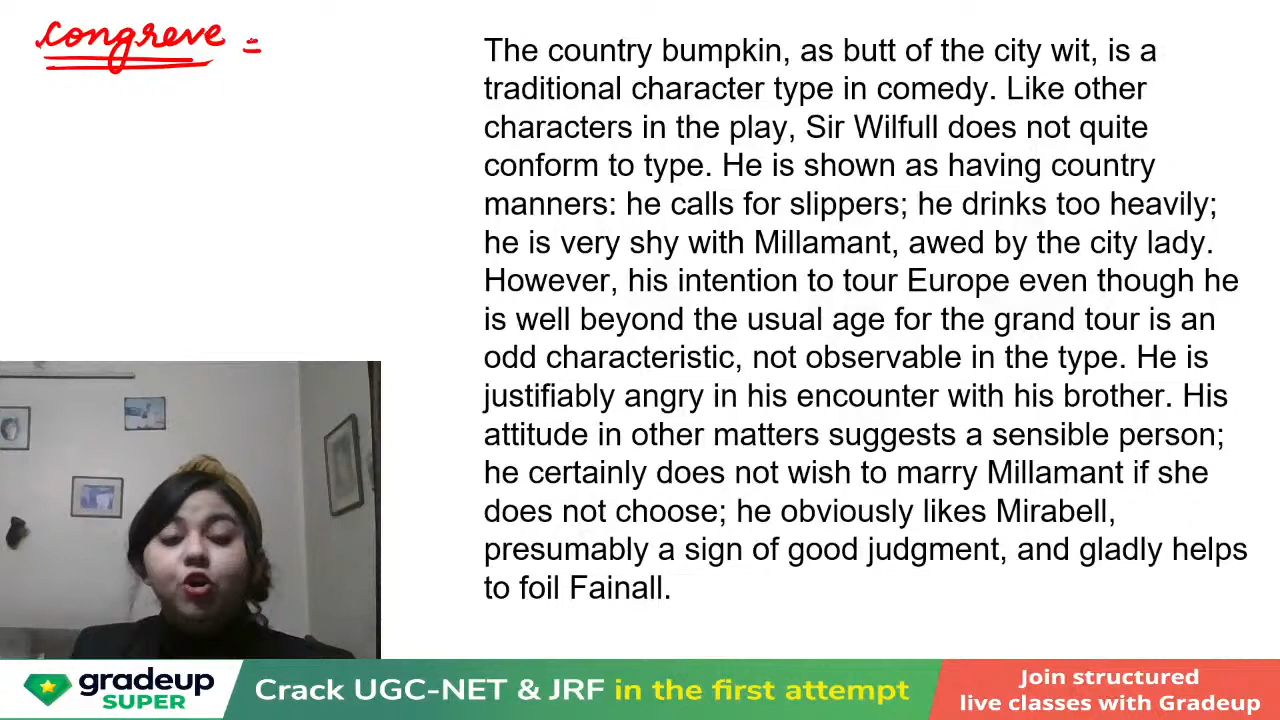 congreve =
The country bumpkin, as butt of the city wit, is a
traditional character type in comedy. Like other
characters in the play, Sir Wilfull does not quite
conform to type. He is shown as having country
manners: he calls for slippers; he drinks too heavily;
he is very shy with Millamant, awed by the city lady.
However, his intention to tour Europe even though he
is well beyond the usual age for the grand tour is an
odd characteristic, not observable in the type. He is
justifiably angry in his encounter with his brother. His
attitude in other matters suggests a sensible person;
he certainly does not wish to marry Millamant if she
does not choose; he obviously likes Mirabell,
presumably a sign of good judgment, and gladly helps
to foil Fainall.
gradeup
SUPER
Crack UGC-NET & JRF in the first attempt
Join structured
live classes with Gradeup